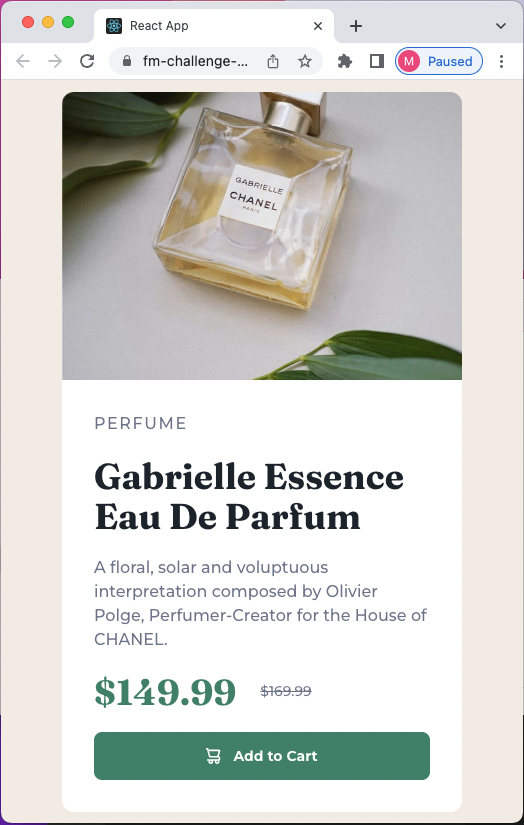 React App
fm-challenge-...
M
Paused
GABRIELLE
CHANEL
PARIS
PERFUME
Gabrielle Essence
Eau De Parfum
A floral, solar and voluptuous
interpretation composed by Olivier
Polge, Perfumer-Creator for the House of
CHANEL.
$149.99 $169.99
Add to Cart